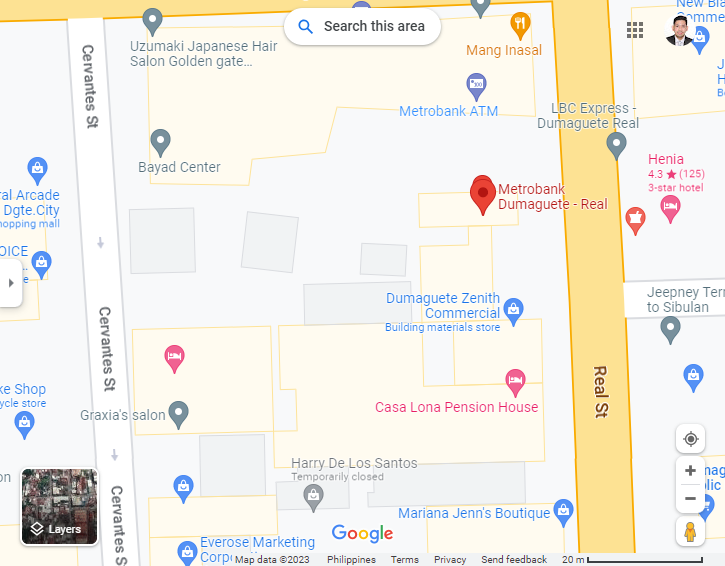 Search this area
New Bla
Comme
Uzumaki Japanese Hair
Salon Golden gate...
Mang Inasal
Cervantes St
Metrobank ATM
LBC Express -
Dumaguete Real
Bayad Center
Henia
4.3 ★ (125)
3-star hotel
ral Arcade
Dgte.City
hopping mall
Metrobank
Dumaguete - Real
OICE
...
Jeepney Terr
to Sibulan
Dumaguete Zenith
Commercial
Building materials store
Cervantes St
Real St
ke Shop
ycle store
Casa Lona Pension House
Graxia's salon
Harry De Los Santos
Temporarily closed
Mariana Jenn's Boutique
Cervantes S
Layers
Google
Everose Marketing
Corp
Map data ©2023 Philippines Terms Privacy Send feedback 20 m